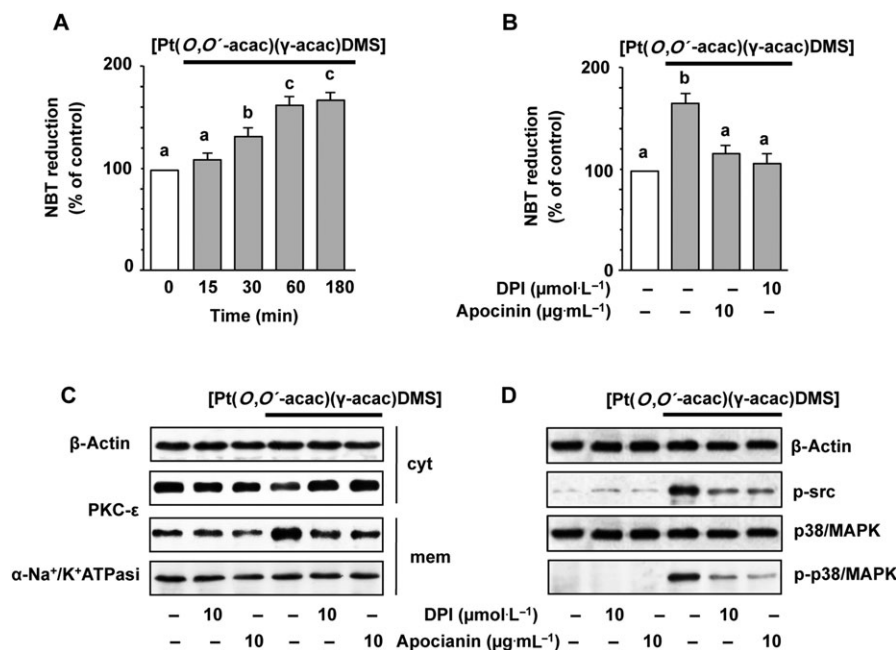 A
[Pt(O,O´-acac)(γ-acac)DMS]
200
100
0
NBT reduction
(% of control)
a
a
b
c
c
0 15 30 60 180
Time (min)
B
[Pt(O,O´-acac)(γ-acac)DMS]
200
100
0
NBT reduction
(% of control)
a
b
a
a
DPI (µmol·L⁻¹) – – – 10
Apocinin (µg·mL⁻¹) – – 10 –
C
[Pt(O,O´-acac)(γ-acac)DMS]
β-Actin
cyt
PKC-ε
mem
α-Na⁺/K⁺ATPasi
– 10 – – 10 – DPI (µmol·L⁻¹)
– – 10 – – 10 Apocianin (µg·mL⁻¹)
D
[Pt(O,O´-acac)(γ-acac)DMS]
β-Actin
p-src
p38/MAPK
p-p38/MAPK
– 10 – – 10 –
– – 10 – – 10